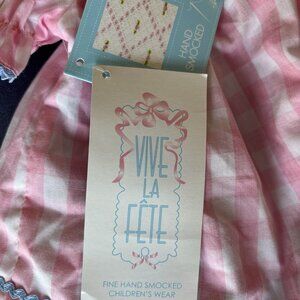 HAND
SMOCKED
VIVE
LA
FÊTE
FINE HAND SMOCKED
CHILDREN'S WEAR